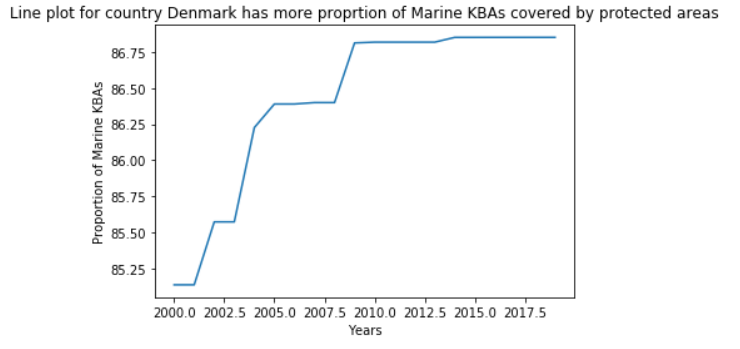 Line plot for country Denmark has more proprtion of Marine KBAs covered by protected areas
Proportion of Marine KBAs
86.75
86.50
86.25
86.00
85.75
85.50
85.25
2000.0 2002.5 2005.0 2007.5 2010.0 2012.5 2015.0 2017.5
Years